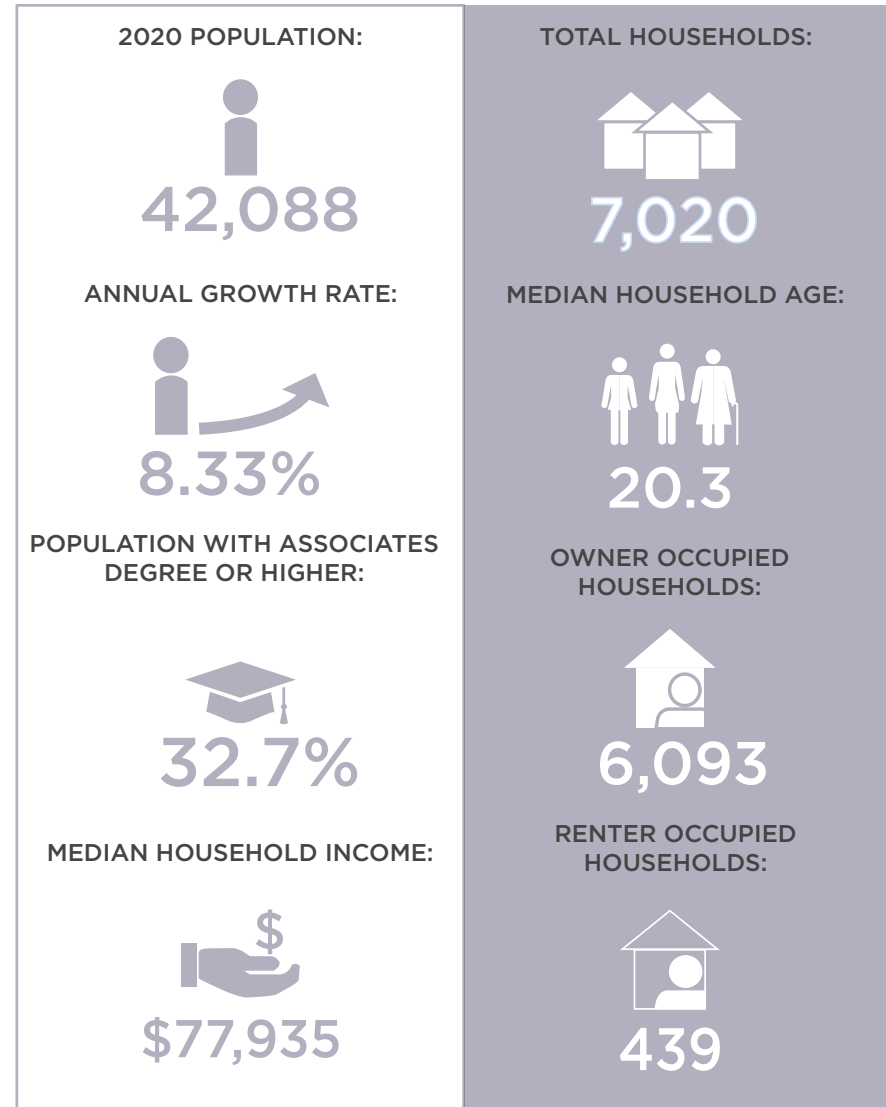 2020 POPULATION:
42,088
ANNUAL GROWTH RATE:
8.33%
POPULATION WITH ASSOCIATES
DEGREE OR HIGHER:
32.7%
MEDIAN HOUSEHOLD INCOME:
$
$77,935
TOTAL HOUSEHOLDS:
7,020
MEDIAN HOUSEHOLD AGE:
20.3
OWNER OCCUPIED
HOUSEHOLDS:
6,093
RENTER OCCUPIED
HOUSEHOLDS:
439